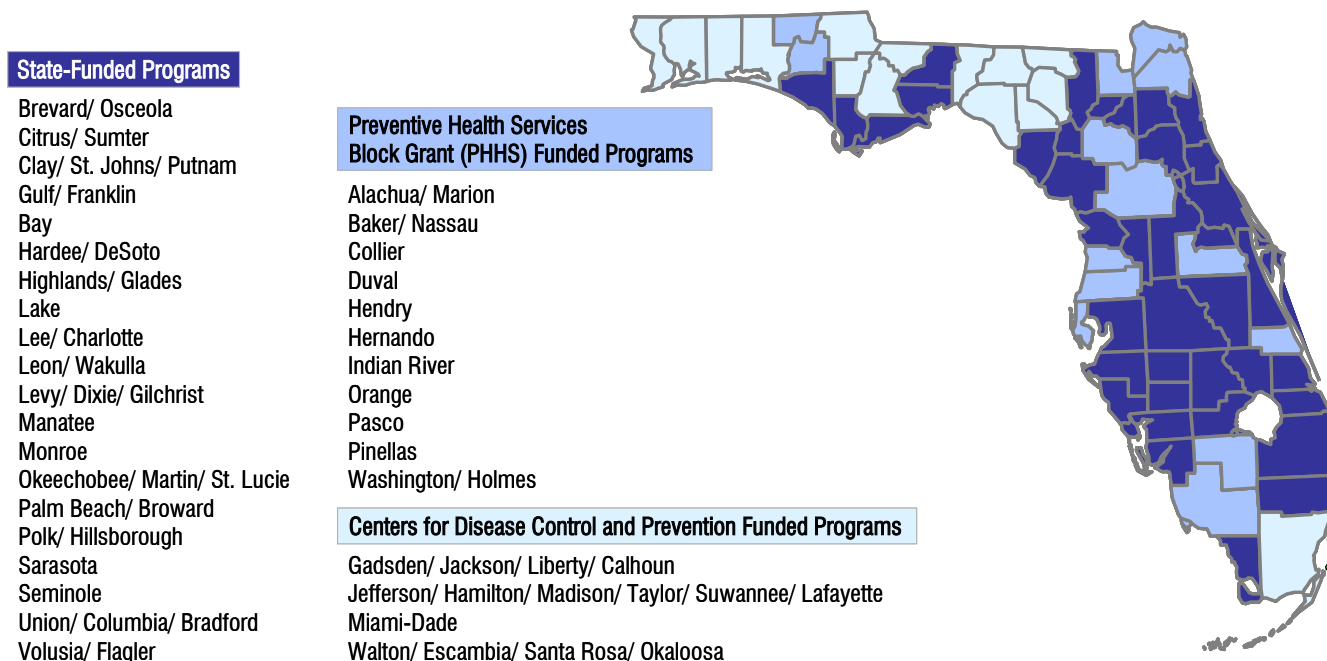 State-Funded Programs
Brevard/ Osceola
Citrus/ Sumter
Clay/ St. Johns/ Putnam
Gulf/ Franklin
Bay
Hardee/ DeSoto
Highlands/ Glades
Lake
Lee/ Charlotte
Leon/ Wakulla
Levy/ Dixie/ Gilchrist
Manatee
Monroe
Okeechobee/ Martin/ St. Lucie
Palm Beach/ Broward
Polk/ Hillsborough
Sarasota
Seminole
Union/ Columbia/ Bradford
Volusia/ Flagler
Preventive Health Services
Block Grant (PHHS) Funded Programs
Alachua/ Marion
Baker/ Nassau
Collier
Duval
Hendry
Hernando
Indian River
Orange
Pasco
Pinellas
Washington/ Holmes
Centers for Disease Control and Prevention Funded Programs
Gadsden/ Jackson/ Liberty/ Calhoun
Jefferson/ Hamilton/ Madison/ Taylor/ Suwannee/ Lafayette
Miami-Dade
Walton/ Escambia/ Santa Rosa/ Okaloosa